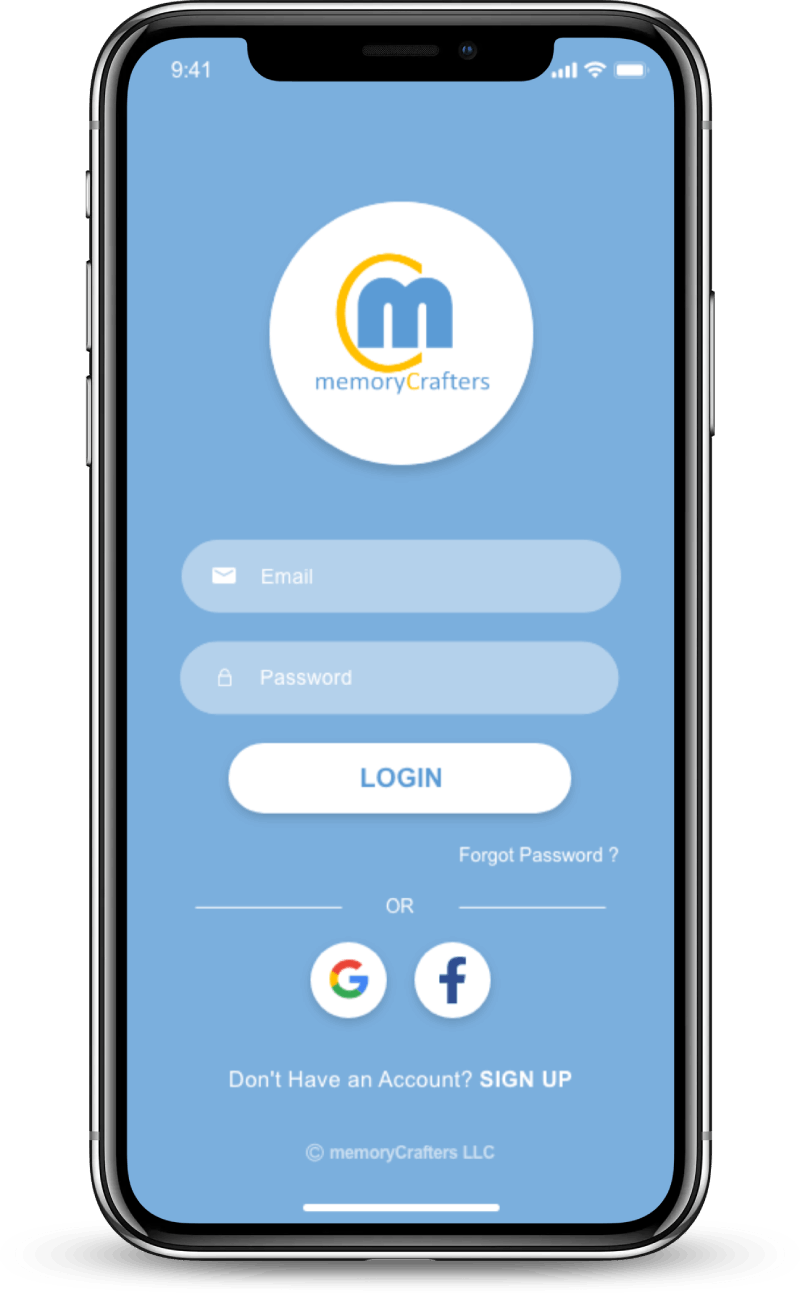 9:41
m
memoryCrafters
Email
Password
LOGIN
Forgot Password ?
OR
G f
Don't Have an Account? SIGN UP
© memoryCrafters LLC